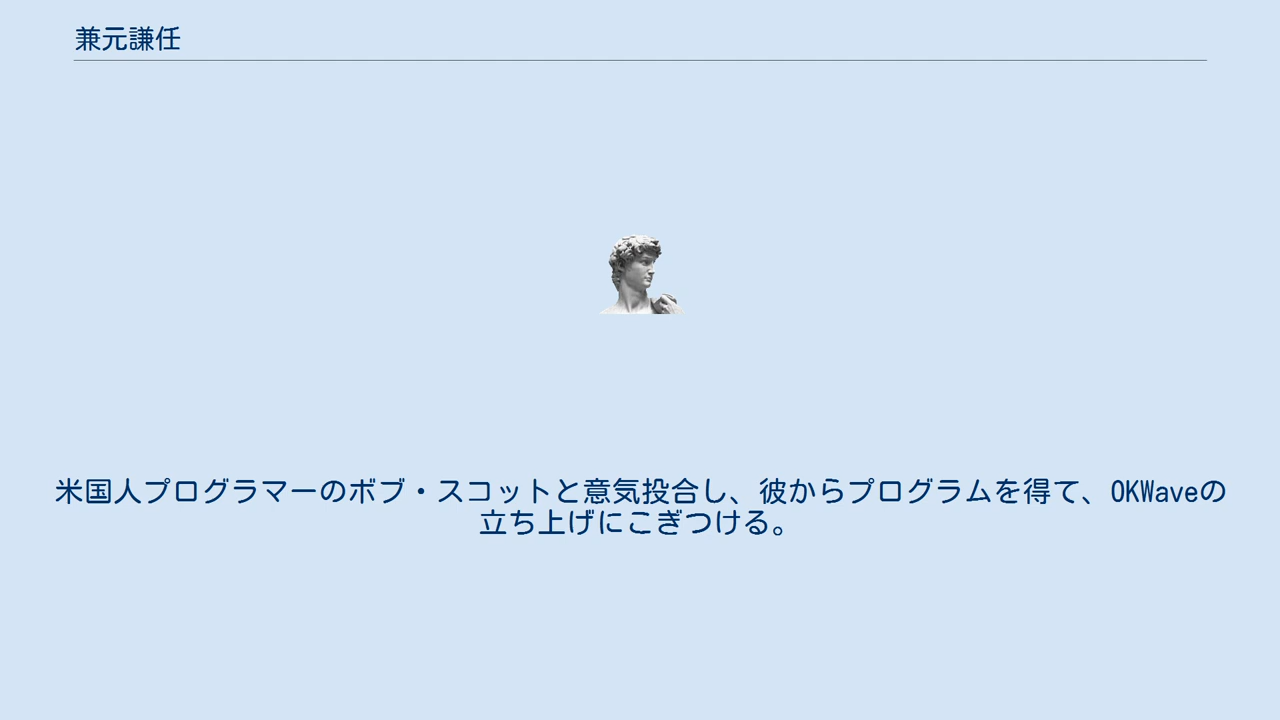 兼元謙任
米国人プログラマーのボブ・スコットと意気投合し、彼からプログラムを得て、OKWaveの
立ち上げにこぎつける。